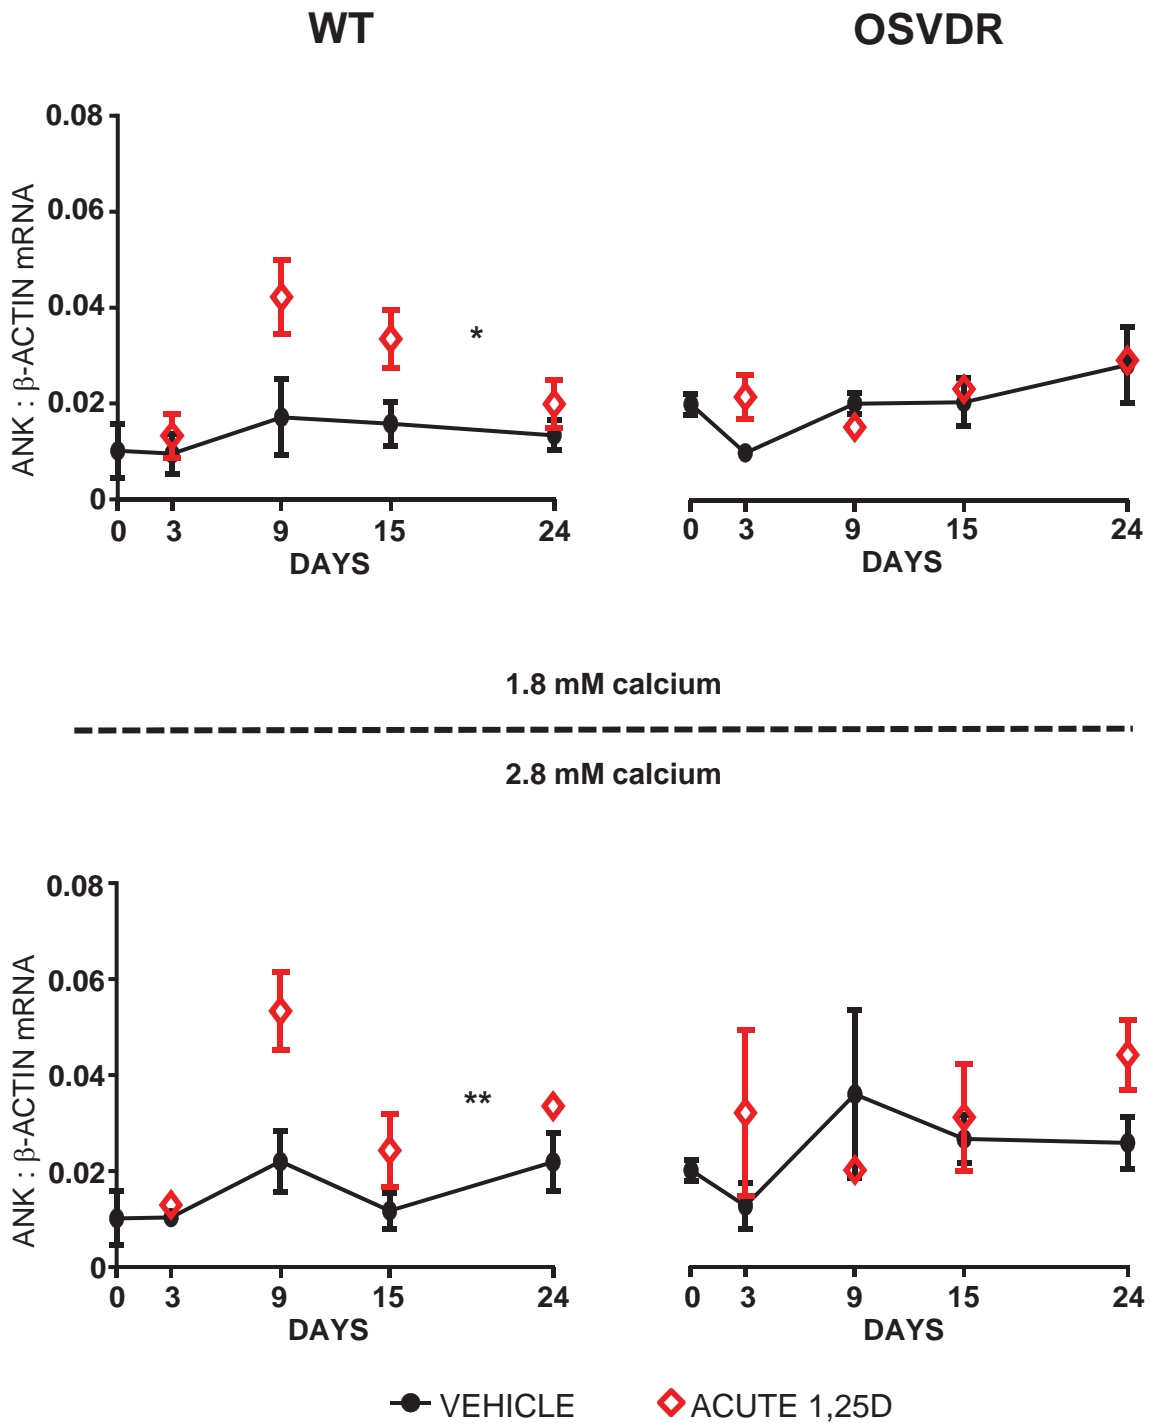 WT
OSVDR
ANK : β-ACTIN mRNA
0.08
0.06
0.04
0.02
0
0 3 9 15 24
DAYS
0 3 9 15 24
DAYS
*
1.8 mM calcium
2.8 mM calcium
ANK : β-ACTIN mRNA
0.08
0.06
0.04
0.02
0
0 3 9 15 24
DAYS
0 3 9 15 24
DAYS
**
VEHICLE
ACUTE 1,25D